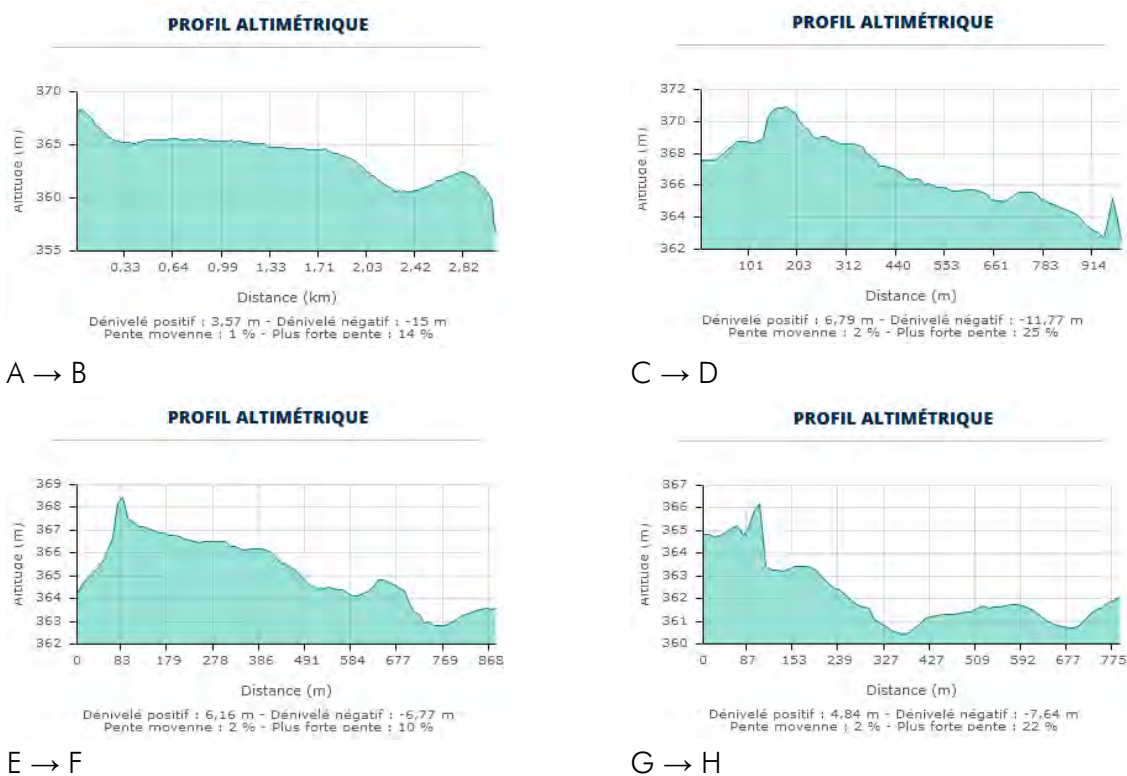 PROFIL ALTIMÉTRIQUE
370
365
360
355
Altitude (m)
0,33 0,64 0,99 1,33 1,71 2,03 2,42 2,82
Distance (km)
Dénivelé positif : 3,57 m - Dénivelé négatif : -15 m
Pente moyenne : 1 % - Plus forte pente : 14 %
A → B
PROFIL ALTIMÉTRIQUE
372
370
368
366
364
362
Altitude (m)
101 203 312 440 553 661 783 914
Distance (m)
Dénivelé positif : 6,79 m - Dénivelé négatif : -11,77 m
Pente moyenne : 2 % - Plus forte pente : 25 %
C → D
PROFIL ALTIMÉTRIQUE
369
368
367
366
365
364
363
362
Altitude (m)
0 83 179 278 386 491 584 677 769 868
Distance (m)
Dénivelé positif : 6,16 m - Dénivelé négatif : -6,77 m
Pente moyenne : 2 % - Plus forte pente : 10 %
E → F
PROFIL ALTIMÉTRIQUE
367
366
365
364
363
362
361
360
Altitude (m)
0 87 153 239 327 427 509 592 677 775
Distance (m)
Dénivelé positif : 4,84 m - Dénivelé négatif : -7,64 m
Pente moyenne : 2 % - Plus forte pente : 22 %
G → H